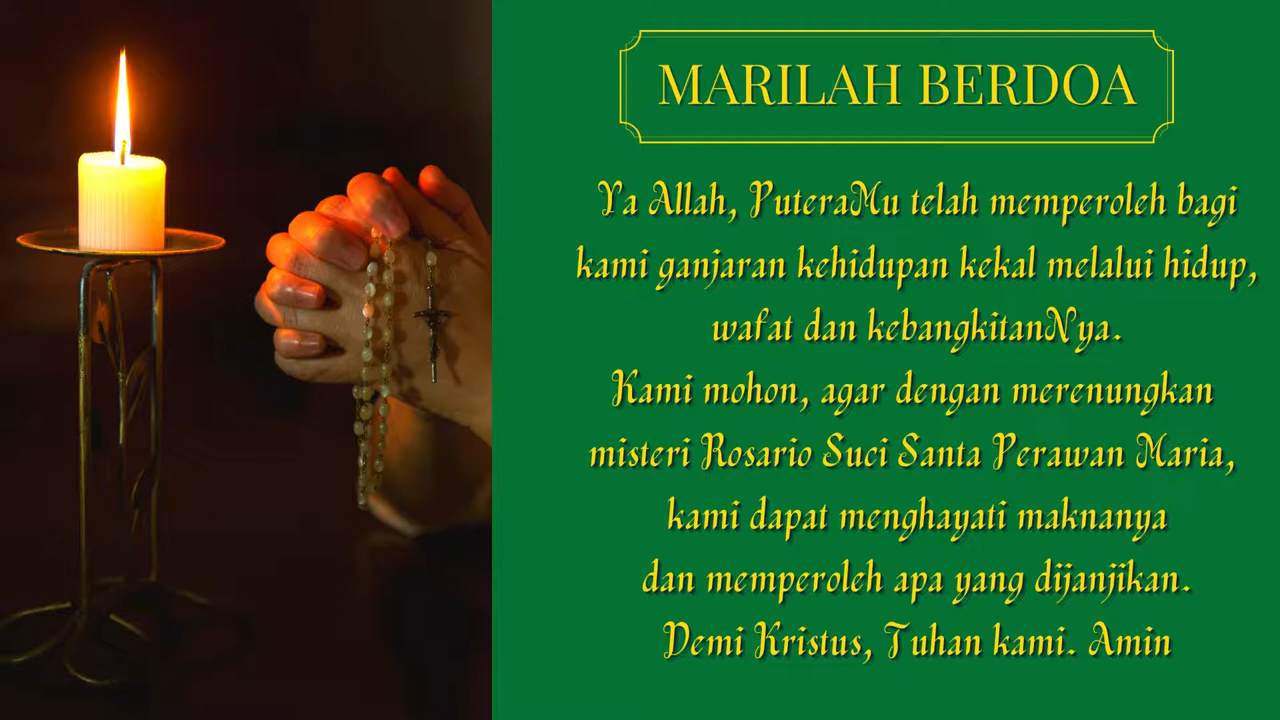 MARILAH BERDOA
Ya Allah, PuteraMu telah memperoleh bagi
kami ganjaran kehidupan kekal melalui hidup,
wafat dan kebangkitanNya.
Kami mohon, agar dengan merenungkan
misteri Rosario Suci Santa Perawan Maria,
kami dapat menghayati maknanya
dan memperoleh apa yang dijanjikan.
Demi Kristus, Tuhan kami. Amin